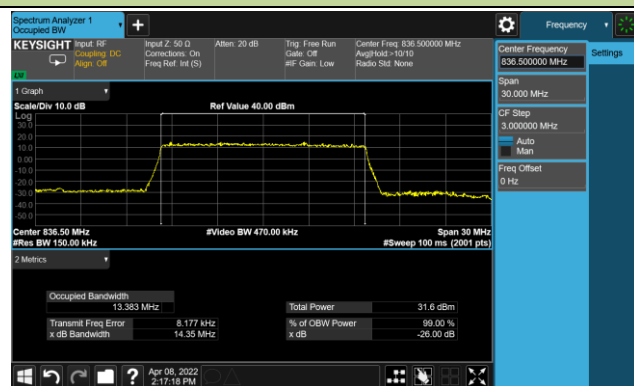 Spectrum Analyzer 1
Occupied BW
+
Frequency
KEYSIGHT
Input: RF
Coupling: DC
Align: Off
Input Z: 50 Ω
Corrections: On
Freq Ref: Int (S)
Atten: 20 dB
Trig: Free Run
Gate: Off
#IF Gain: Low
Center Freq: 836.500000 MHz
Avg|Hold:>10/10
Radio Std: None
Center Frequency
836.500000 MHz
Settings
Span
30.000 MHz
CF Step
3.000000 MHz
Auto
Man
Freq Offset
0 Hz
1 Graph
Scale/Div 10.0 dB
Ref Value 40.00 dBm
Log
30.0
20.0
10.0
0.00
-10.0
-20.0
-30.0
-40.0
-50.0
Center 836.50 MHz
#Video BW 470.00 kHz
Span 30 MHz
#Res BW 150.00 kHz
#Sweep 100 ms (2001 pts)
2 Metrics
Occupied Bandwidth
13.383 MHz
Total Power
31.6 dBm
Transmit Freq Error
8.177 kHz
% of OBW Power
99.00 %
x dB Bandwidth
14.35 MHz
x dB
-26.00 dB
?
Apr 08, 2022
2:17:18 PM